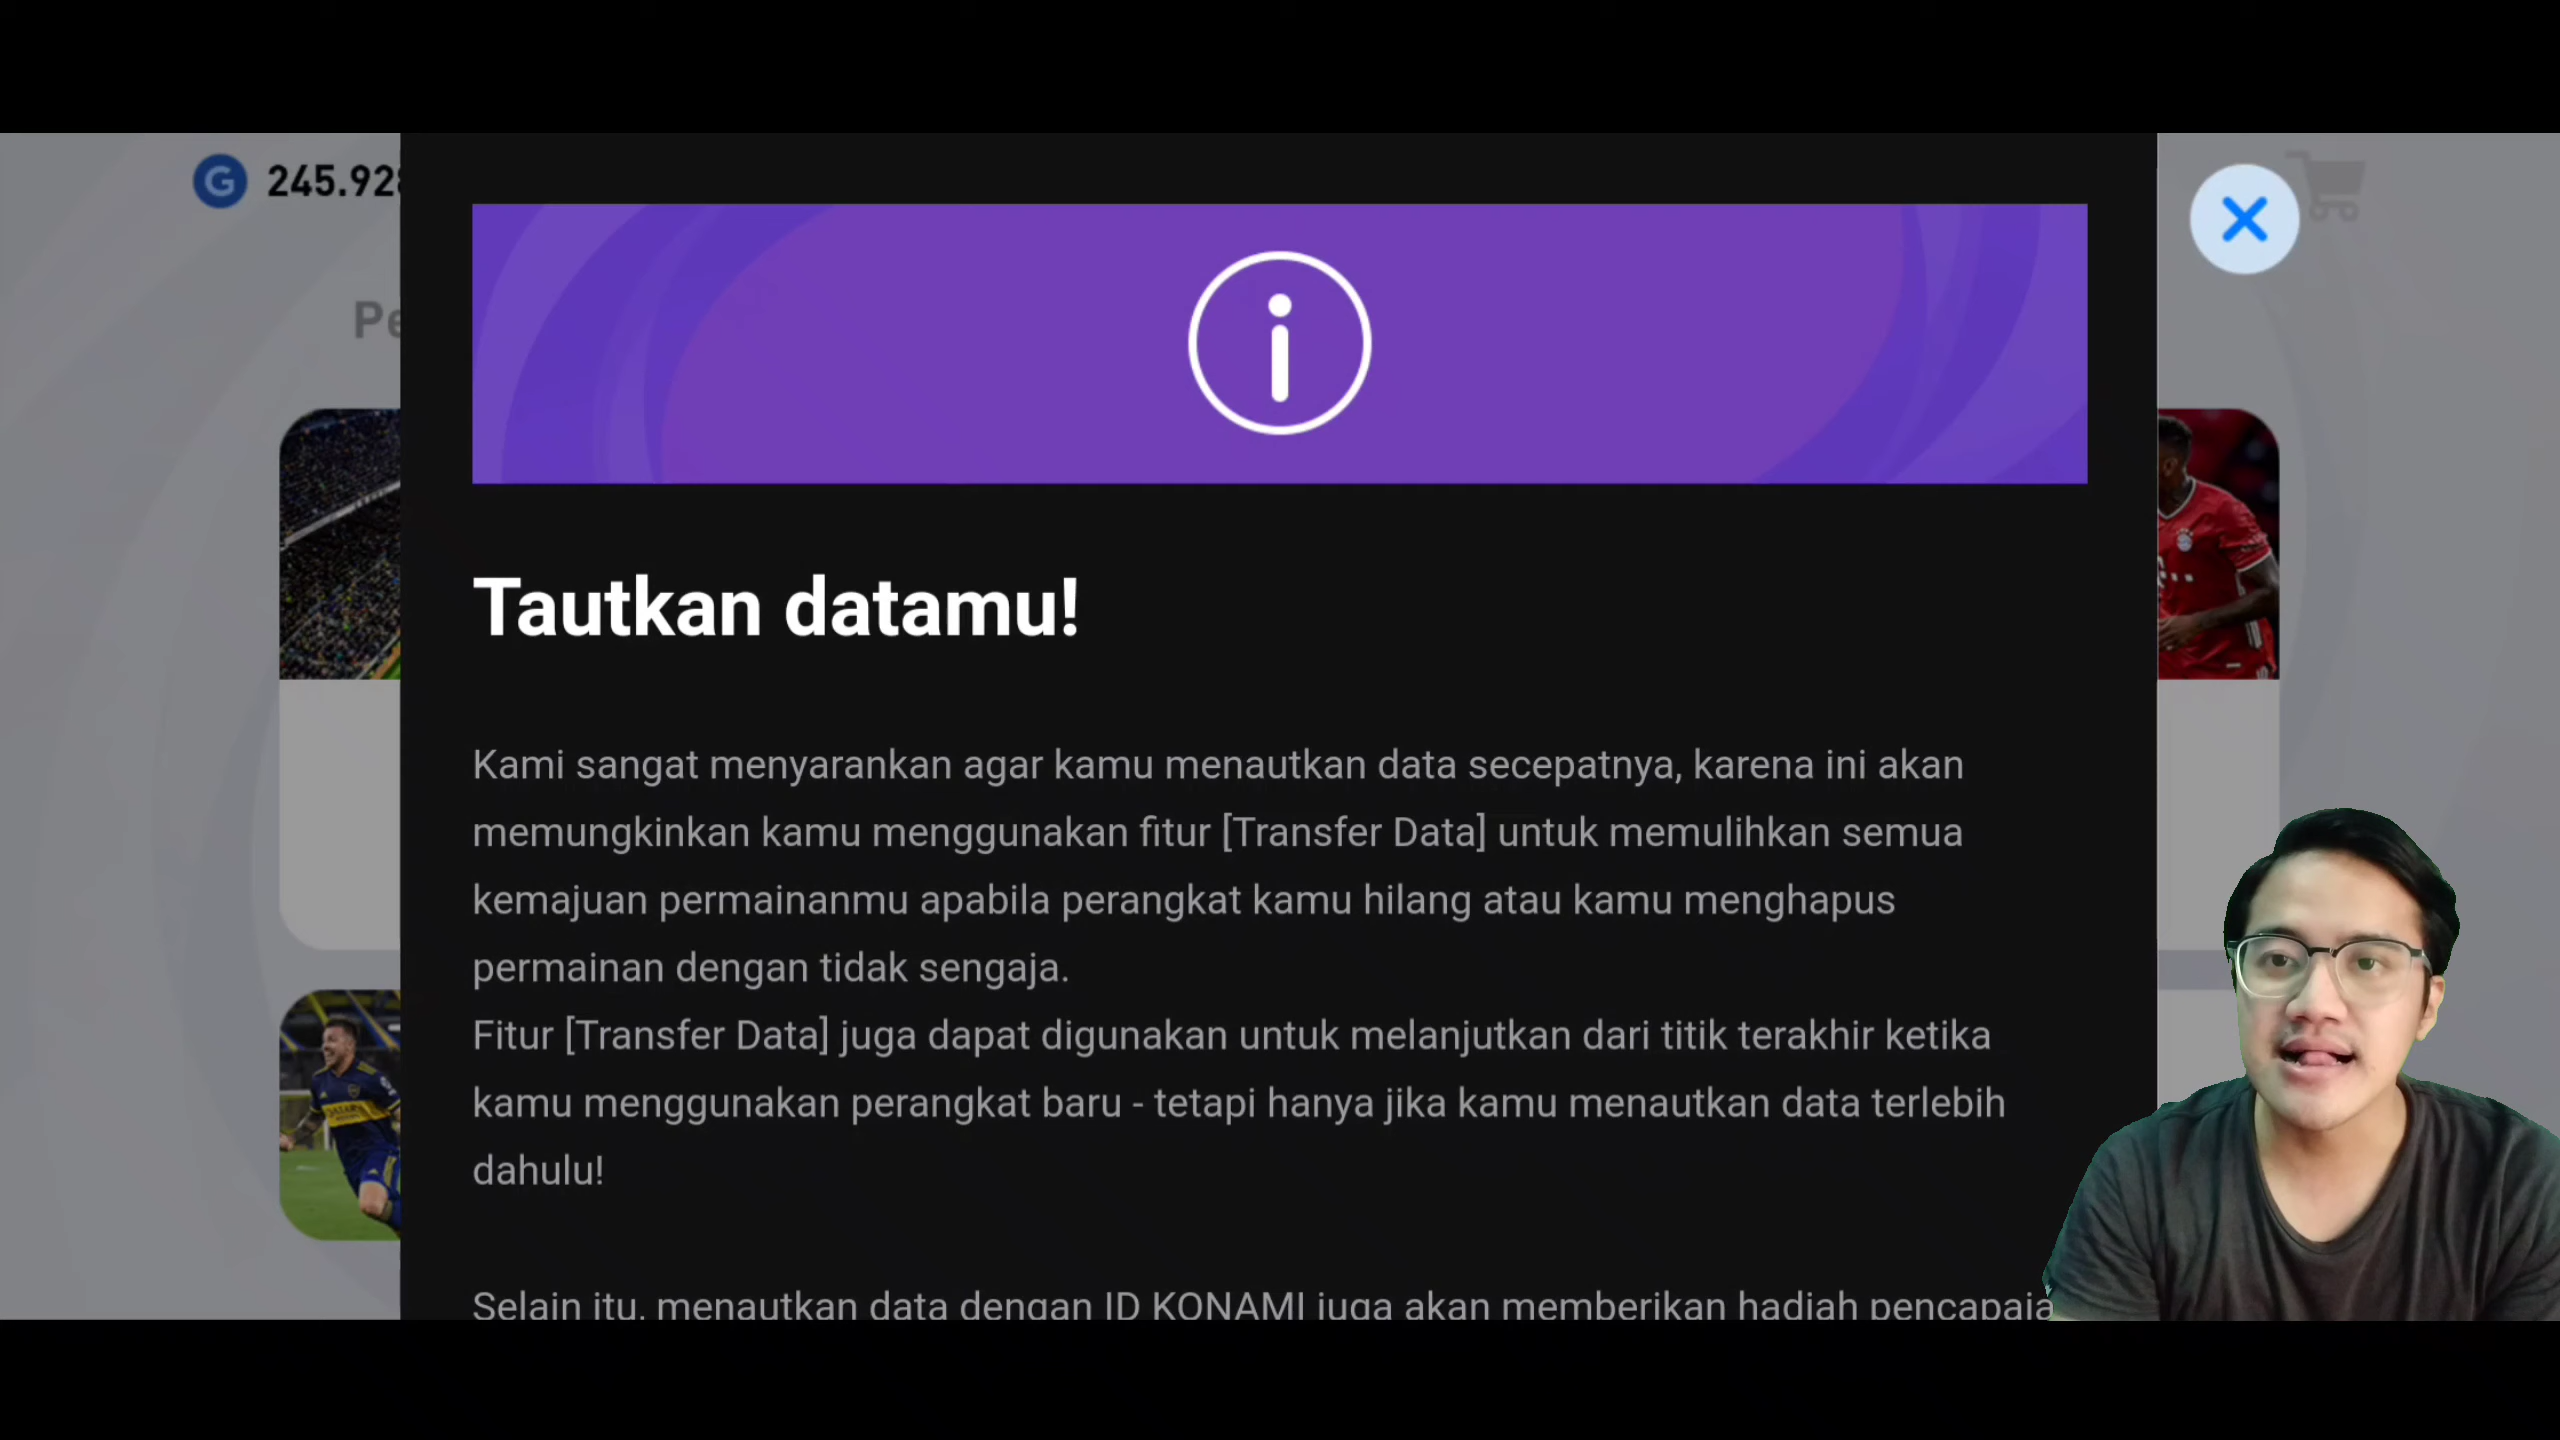 245.928
Pe
Tautkan datamu!
Kami sangat menyarankan agar kamu menautkan data secepatnya, karena ini akan
memungkinkan kamu menggunakan fitur [Transfer Data] untuk memulihkan semua
kemajuan permainanmu apabila perangkat kamu hilang atau kamu menghapus
permainan dengan tidak sengaja.
Fitur [Transfer Data] juga dapat digunakan untuk melanjutkan dari titik terakhir ketika
kamu menggunakan perangkat baru - tetapi hanya jika kamu menautkan data terlebih
dahulu!
Selain itu, menautkan data dengan ID KONAMI juga akan memberikan hadiah